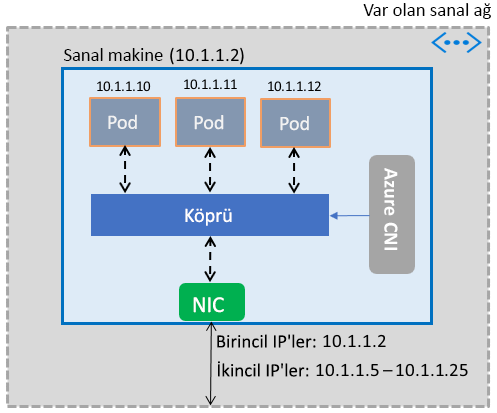 Var olan sanal ağ
Sanal makine (10.1.1.2)
10.1.1.10
10.1.1.11
10.1.1.12
Pod
Pod
Pod
Azure CNI
Köprü
NIC
Birincil IP'ler: 10.1.1.2
İkincil IP'ler: 10.1.1.5 – 10.1.1.25